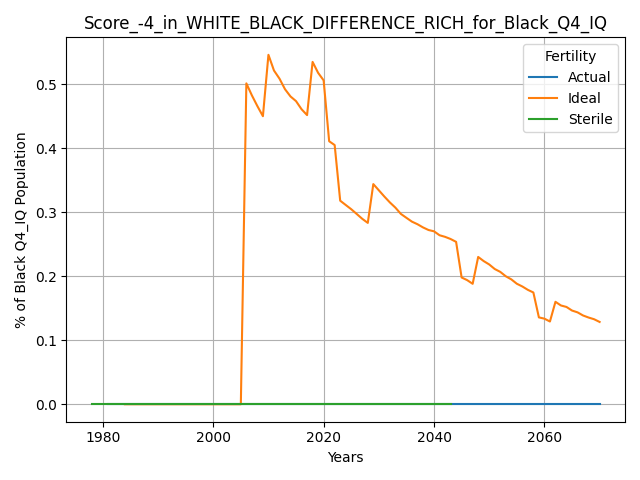 Score_-4_in_WHITE_BLACK_DIFFERENCE_RICH_for_Black_Q4_IQ
Fertility
Actual
Ideal
Sterile
% of Black Q4_IQ Population
0.5
0.4
0.3
0.2
0.1
0.0
1980
2000
2020
2040
2060
Years